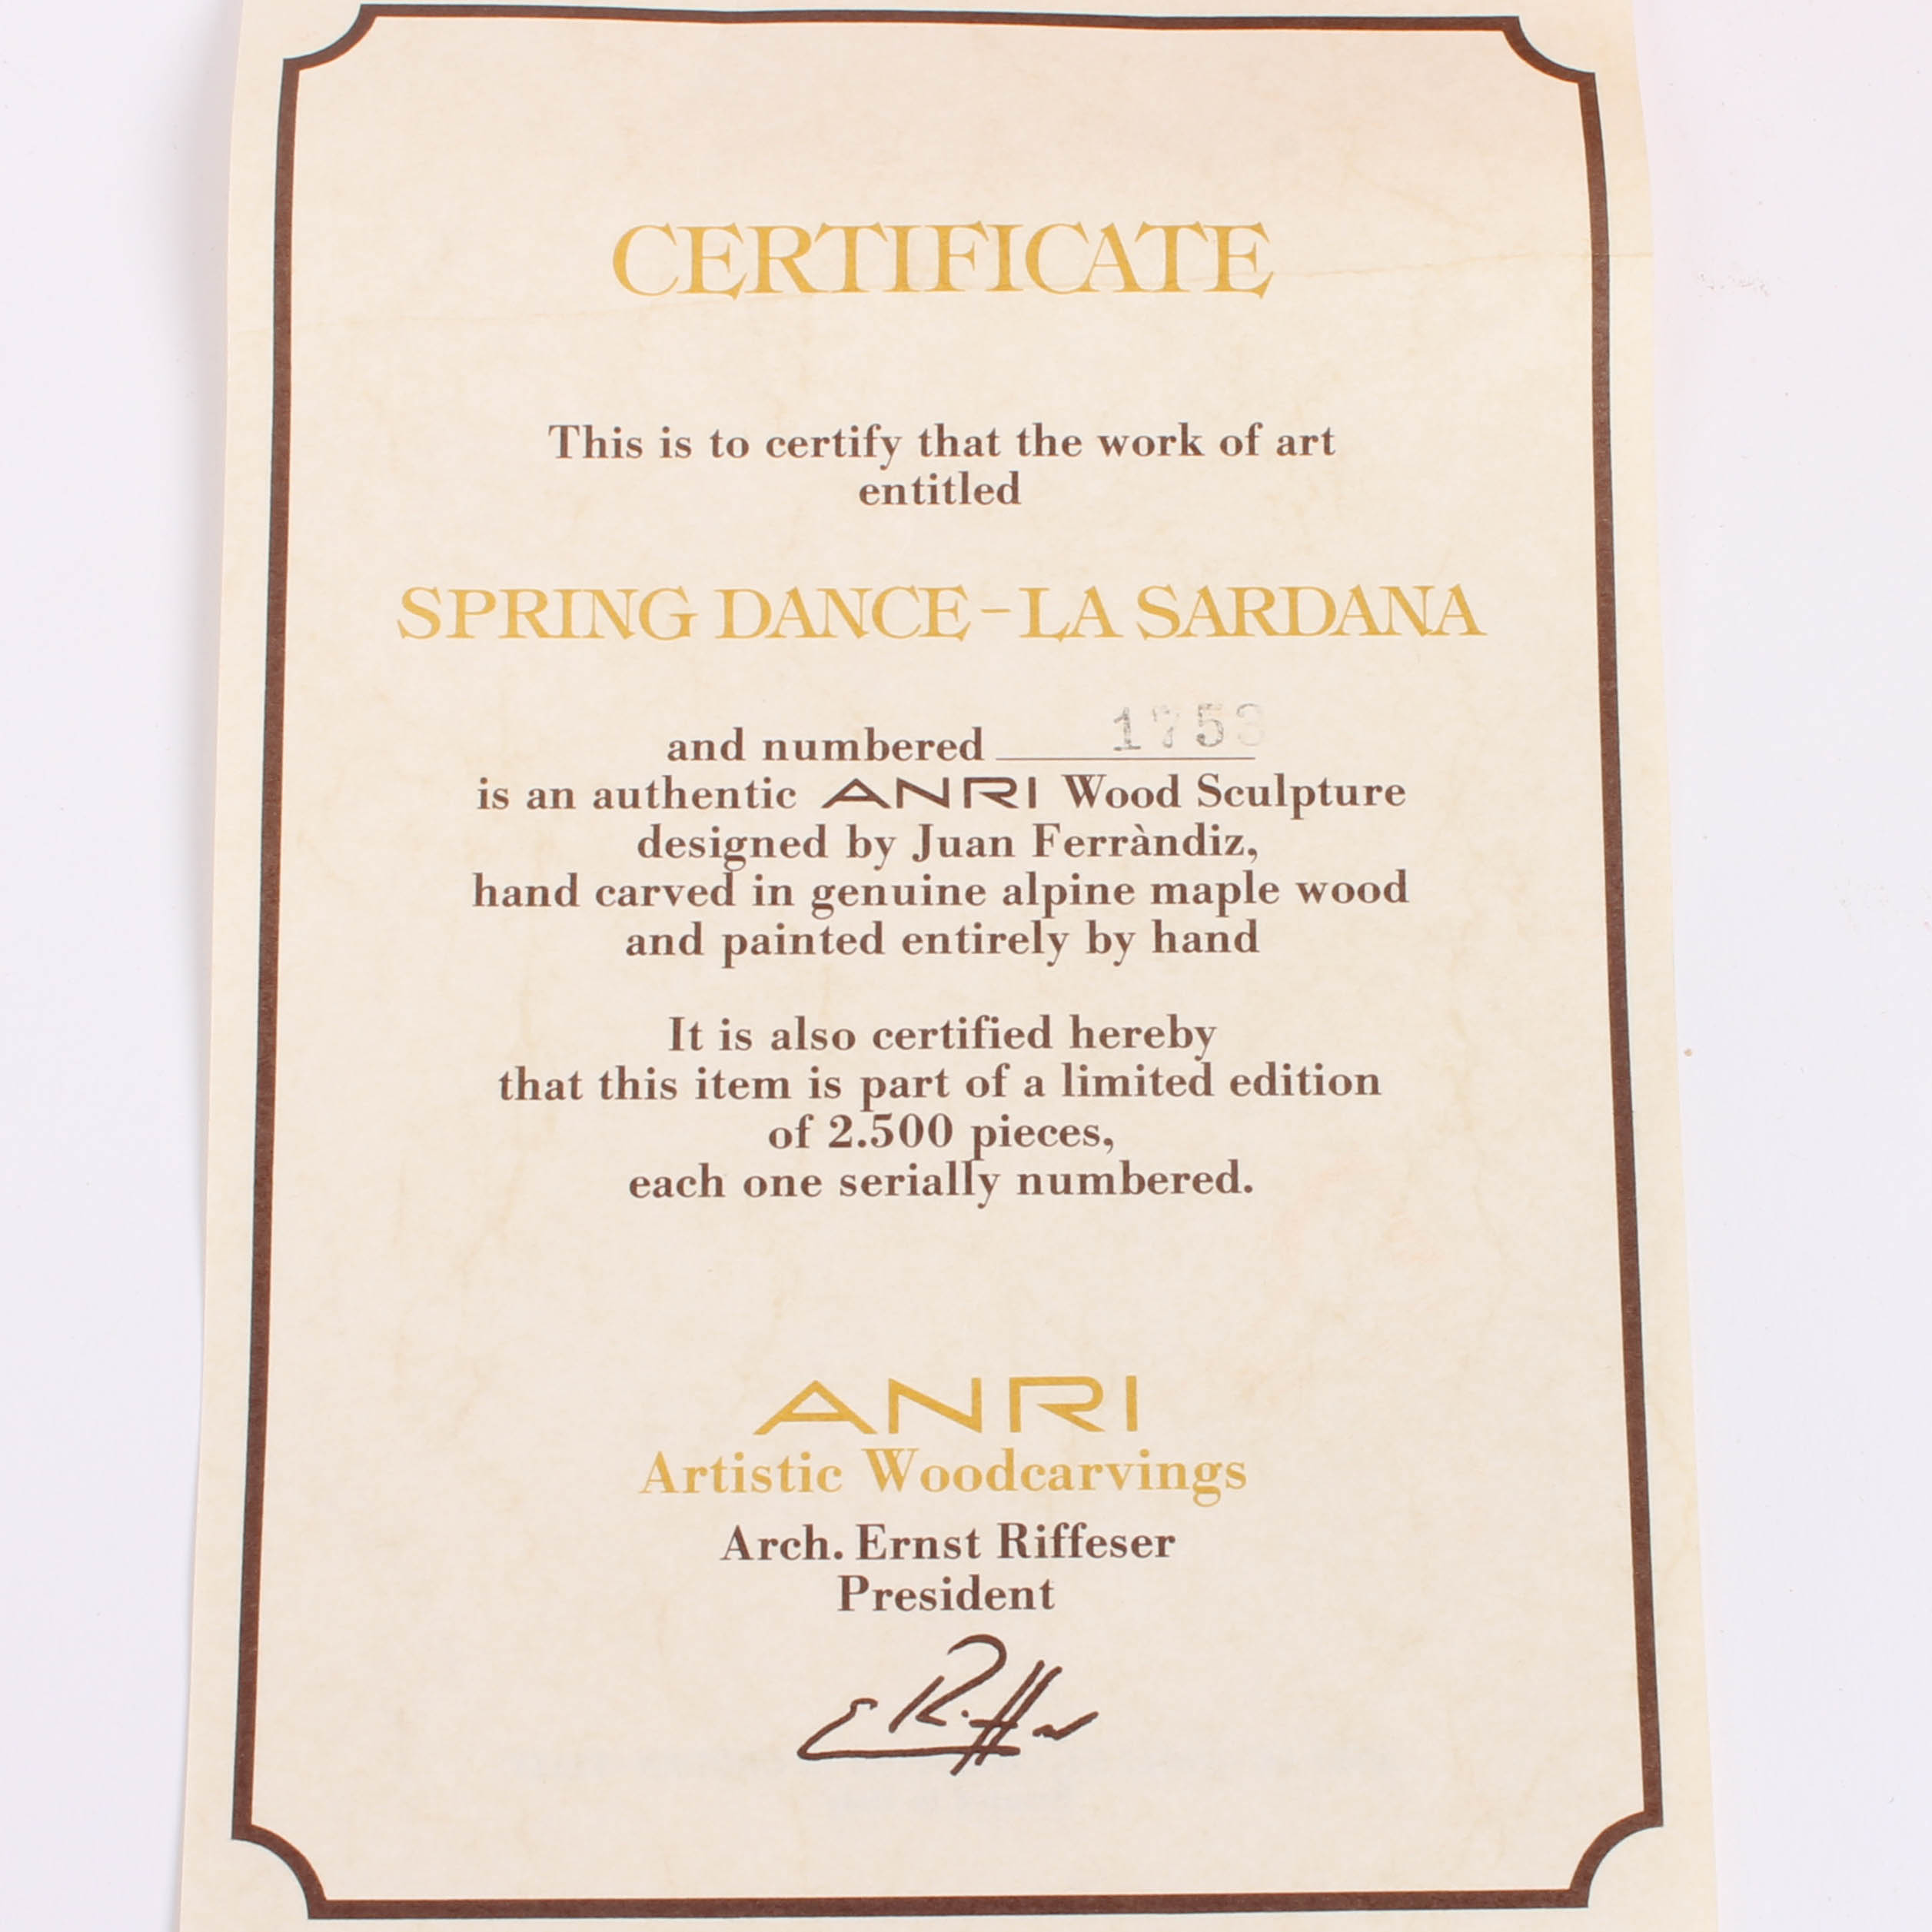 CERTIFICATE
This is to certify that the work of art
entitled
SPRING DANCE-LA SARDANA
and numbered 1753
is an authentic ANRI Wood Sculpture
designed by Juan Ferràndiz,
hand carved in genuine alpine maple wood
and painted entirely by hand
It is also certified hereby
that this item is part of a limited edition
of 2.500 pieces,
each one serially numbered.
ANRI
Artistic Woodcarvings
Arch. Ernst Riffeser
President